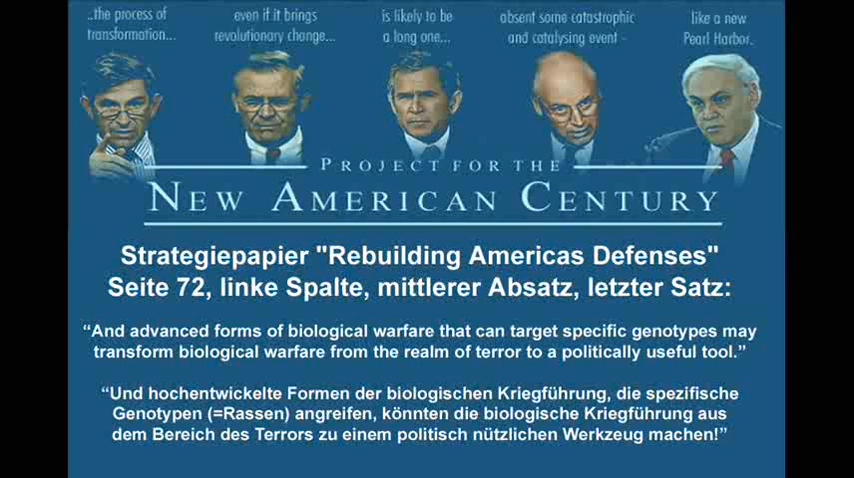 ..the process of
transformation...
even if it brings
revolutionary change...
is likely to be
a long one...
absent some catastrophic
and catalysing event -
like a new
Pearl Harbor.
PROJECT FOR THE
NEW AMERICAN CENTURY
Strategiepapier "Rebuilding Americas Defenses"
Seite 72, linke Spalte, mittlerer Absatz, letzter Satz:
“And advanced forms of biological warfare that can target specific genotypes may
transform biological warfare from the realm of terror to a politically useful tool.”
“Und hochentwickelte Formen der biologischen Kriegführung, die spezifische
Genotypen (=Rassen) angreifen, könnten die biologische Kriegführung aus
dem Bereich des Terrors zu einem politisch nützlichen Werkzeug machen!”